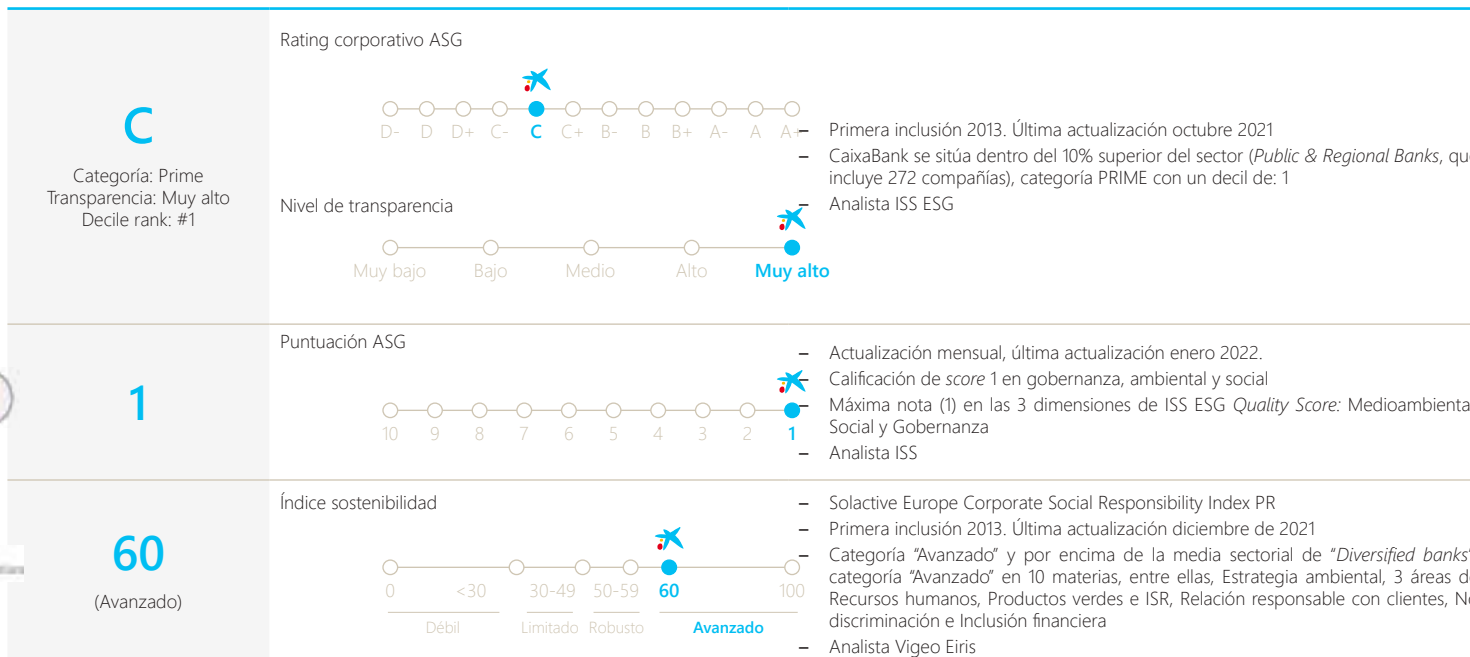 C
Categoría: Prime
Transparencia: Muy alto
Decile rank: #1
Rating corporativo ASG
D- D D+ C- C C+ B- B B+ A- A A+
Nivel de transparencia
Muy bajo Bajo Medio Alto Muy alto
– Primera inclusión 2013. Última actualización octubre 2021
– CaixaBank se sitúa dentro del 10% superior del sector (Public & Regional Banks, qu
incluye 272 compañías), categoría PRIME con un decil de: 1
– Analista ISS ESG
1
Puntuación ASG
10 9 8 7 6 5 4 3 2 1
– Actualización mensual, última actualización enero 2022.
– Calificación de score 1 en gobernanza, ambiental y social
– Máxima nota (1) en las 3 dimensiones de ISS ESG Quality Score: Medioambienta
Social y Gobernanza
– Analista ISS
60
(Avanzado)
Índice sostenibilidad
0 <30 30-49 50-59 60 100
Débil Limitado Robusto Avanzado
– Solactive Europe Corporate Social Responsibility Index PR
– Primera inclusión 2013. Última actualización diciembre de 2021
– Categoría "Avanzado" y por encima de la media sectorial de "Diversified banks"
categoría "Avanzado" en 10 materias, entre ellas, Estrategia ambiental, 3 áreas d
Recursos humanos, Productos verdes e ISR, Relación responsable con clientes, N
discriminación e Inclusión financiera
– Analista Vigeo Eiris